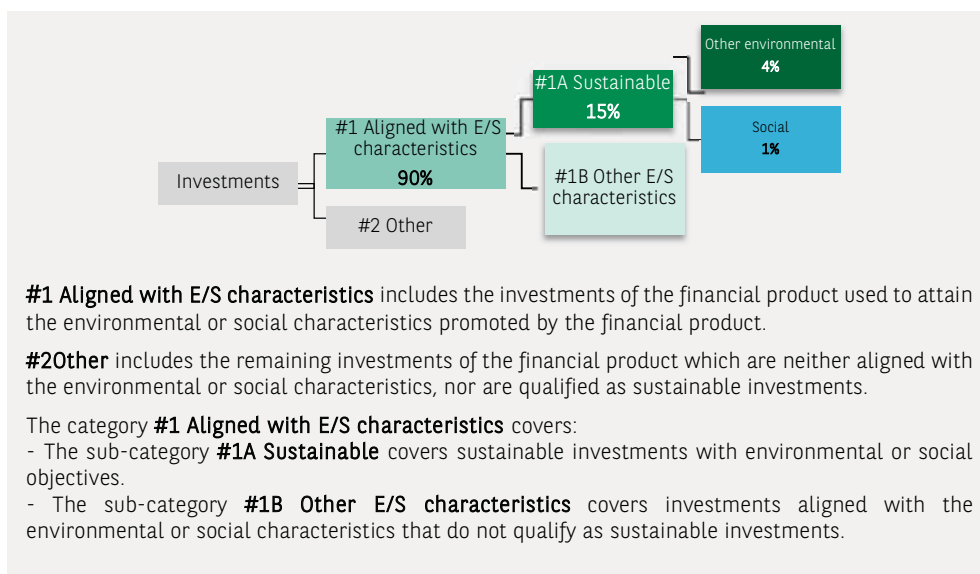 Other environmental
4%
#1A Sustainable
15%
Social
1%
#1 Aligned with E/S
characteristics
90%
#1B Other E/S
characteristics
Investments
#2 Other
#1 Aligned with E/S characteristics includes the investments of the financial product used to attain
the environmental or social characteristics promoted by the financial product.
#2Other includes the remaining investments of the financial product which are neither aligned with
the environmental or social characteristics, nor are qualified as sustainable investments.
The category #1 Aligned with E/S characteristics covers:
- The sub-category #1A Sustainable covers sustainable investments with environmental or social
objectives.
- The sub-category #1B Other E/S characteristics covers investments aligned with the
environmental or social characteristics that do not qualify as sustainable investments.